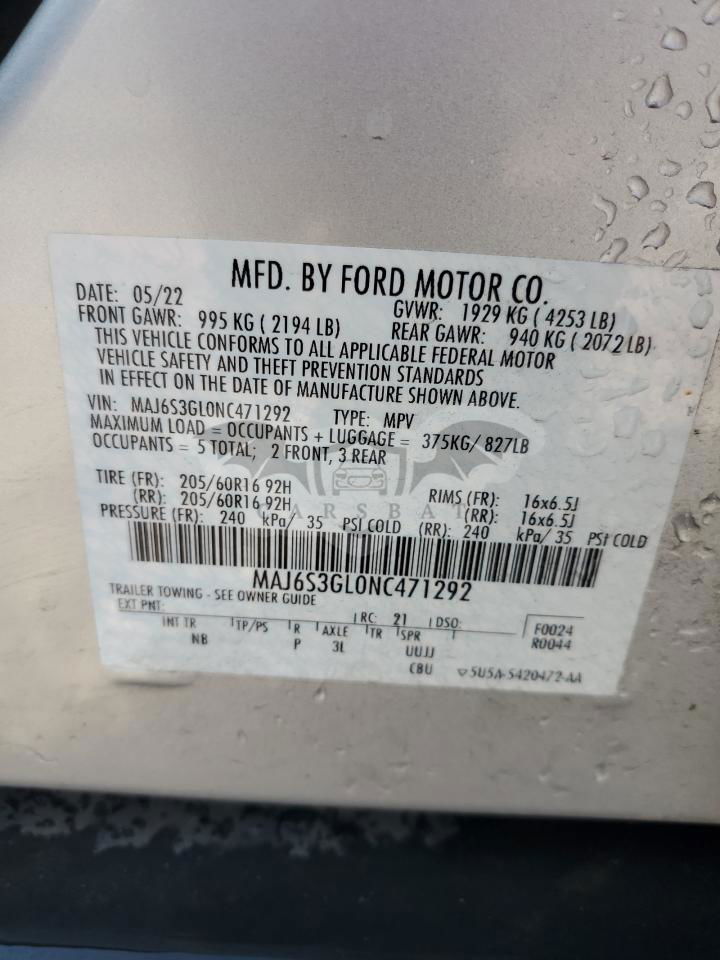 MFD. BY FORD MOTOR CO.
DATE: 05/22 GVWR: 1929 KG ( 4253 LB)
FRONT GAWR: 995 KG ( 2194 LB) REAR GAWR: 940 KG ( 2072 LB)
THIS VEHICLE CONFORMS TO ALL APPLICABLE FEDERAL MOTOR
VEHICLE SAFETY AND THEFT PREVENTION STANDARDS
IN EFFECT ON THE DATE OF MANUFACTURE SHOWN ABOVE.
VIN: MAJ6S3GL0NC471292 TYPE: MPV
MAXIMUM LOAD = OCCUPANTS + LUGGAGE = 375KG/ 827LB
OCCUPANTS = 5 TOTAL; 2 FRONT, 3 REAR
TIRE (FR): 205/60R16 92H RIMS (FR): 16x6.5J
(RR): 205/60R16 92H (RR): 16x6.5J
CARSBAT
PRESSURE (FR): 240 kPa/ 35 PSI COLD (RR): 240 kPa/ 35 PSI COLD
MAJ6S3GL0NC471292
TRAILER TOWING - SEE OWNER GUIDE
EXT PNT: RC: 21 DSO:
INT TR TP/PS R AXLE TR SPR F0024
NB P 3L UUJJ R0044
CBU 5U5A-5420472-AA